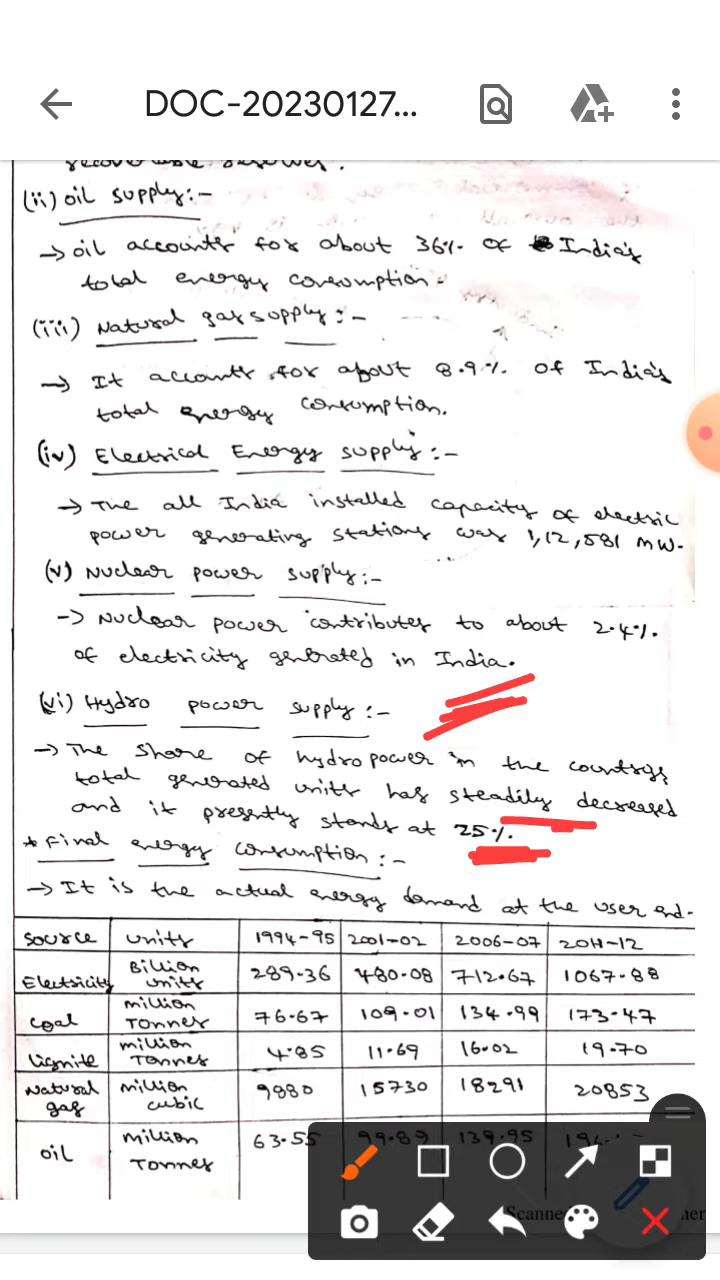 DOC-20230127...
(ii) oil supply:-
→ oil accounts for about 36% of India's
total energy consumption.
(iii) Natural gas supply:-
→ It accounts for about 8.9% of India's
total energy consumption.
(iv) Electrical Energy supply:-
→ The all India installed capacity of electric
power generating stations was 1,12,581 MW.
(v) Nuclear power supply:-
-> Nuclear power contributes to about 2.4%.
of electricity generated in India.
(vi) Hydro power supply:-
→ The share of hydro power in the country's
total generated units has steadily decreased
and it presently stands at 25%.
* Final energy consumption:-
→ It is the actual energy demand at the user end.
source units 1994-95 2001-02 2006-07 2011-12
Electricity Billion units 289.36 480.08 712.67 1067.88
coal million Tonnes 76.67 109.01 134.99 173.47
lignite million Tonnes 4.85 11.69 16.02 19.70
Natural gas million cubic 9880 15730 18291 20853
oil million Tonnes 63.55 99.89 139.95
Scanne
ner